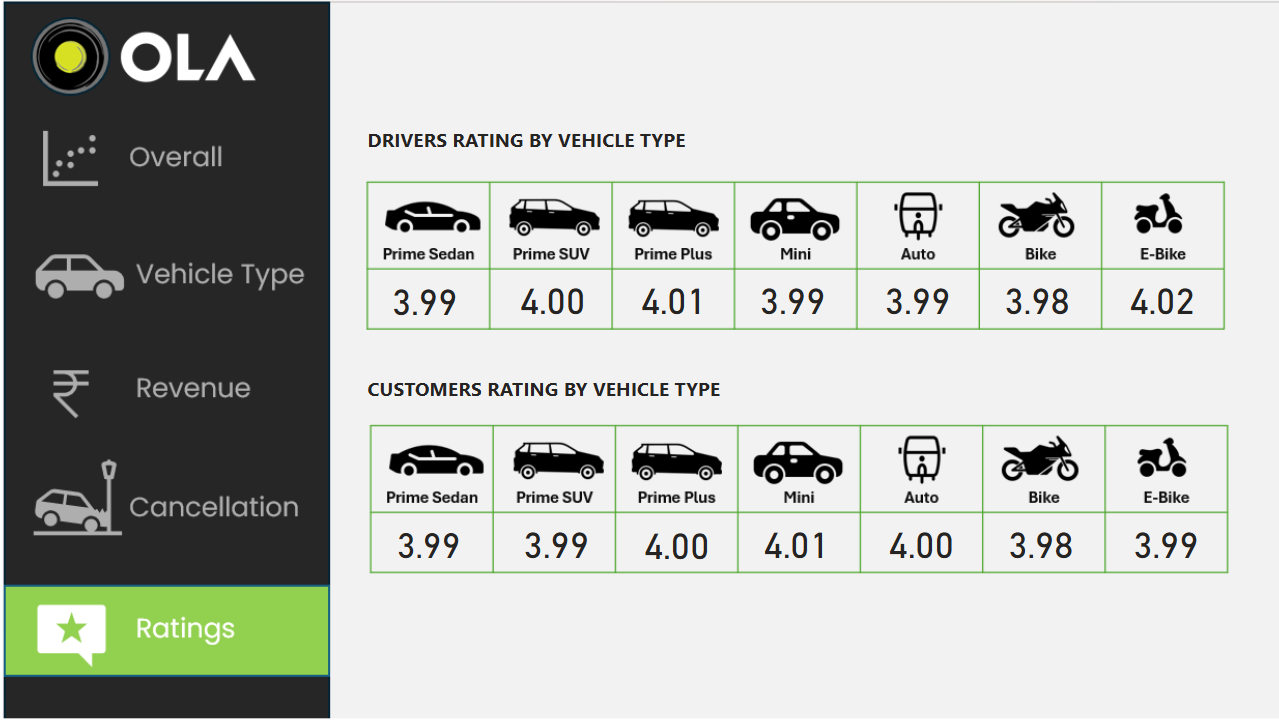 OLA
Overall
Vehicle Type
Revenue
Cancellation
Ratings
DRIVERS RATING BY VEHICLE TYPE
Prime Sedan Prime SUV Prime Plus Mini Auto Bike E-Bike
3.99 4.00 4.01 3.99 3.99 3.98 4.02
CUSTOMERS RATING BY VEHICLE TYPE
Prime Sedan Prime SUV Prime Plus Mini Auto Bike E-Bike
3.99 3.99 4.00 4.01 4.00 3.98 3.99